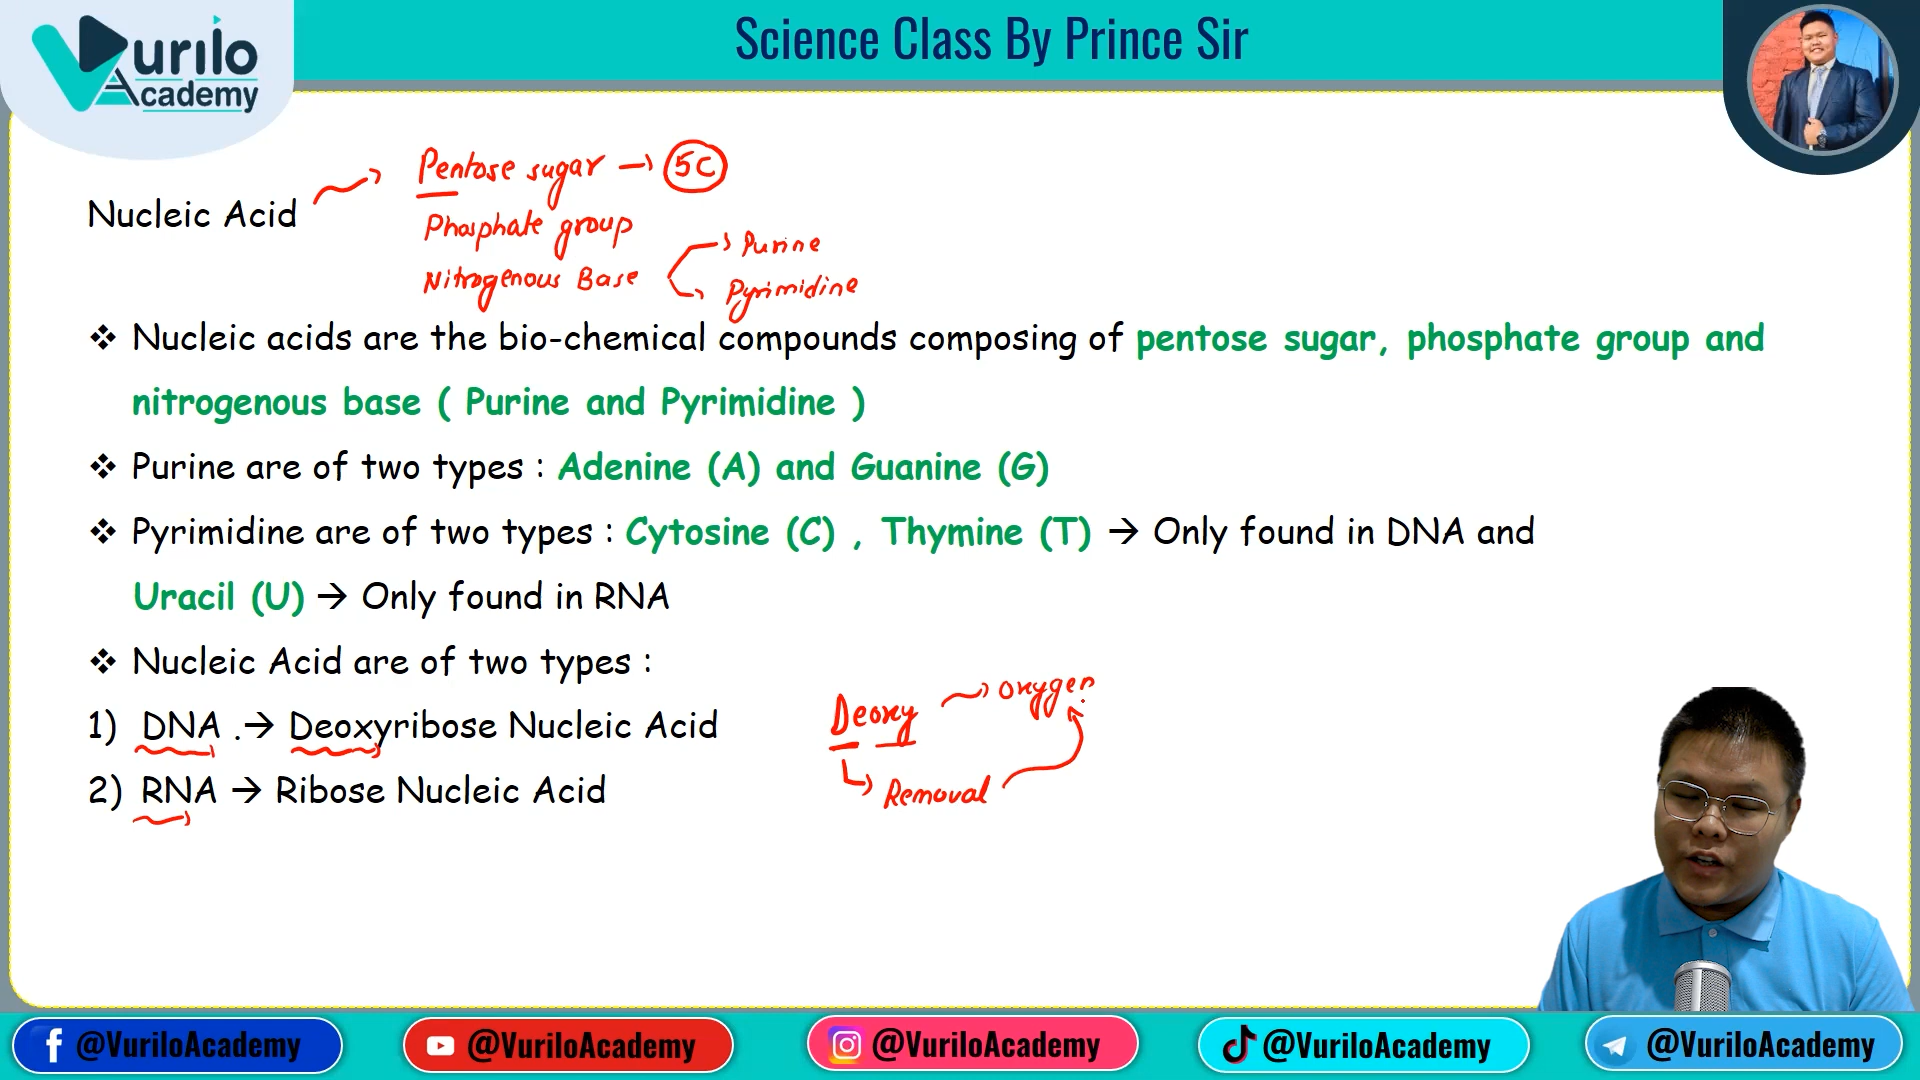 Vurilo
Academy
Science Class By Prince Sir
Pentose sugar → 5C
Nucleic Acid
Phosphate group
Nitrogenous Base
Purine
Pyrimidine
❖ Nucleic acids are the bio-chemical compounds composing of pentose sugar, phosphate group and
nitrogenous base ( Purine and Pyrimidine )
❖ Purine are of two types : Adenine (A) and Guanine (G)
❖ Pyrimidine are of two types : Cytosine (C) , Thymine (T) → Only found in DNA and
Uracil (U) → Only found in RNA
❖ Nucleic Acid are of two types :
1) DNA .→ Deoxyribose Nucleic Acid
2) RNA → Ribose Nucleic Acid
Deoxy → oxygen
Removal
@VuriloAcademy
@VuriloAcademy
@VuriloAcademy
@VuriloAcademy
@VuriloAcademy